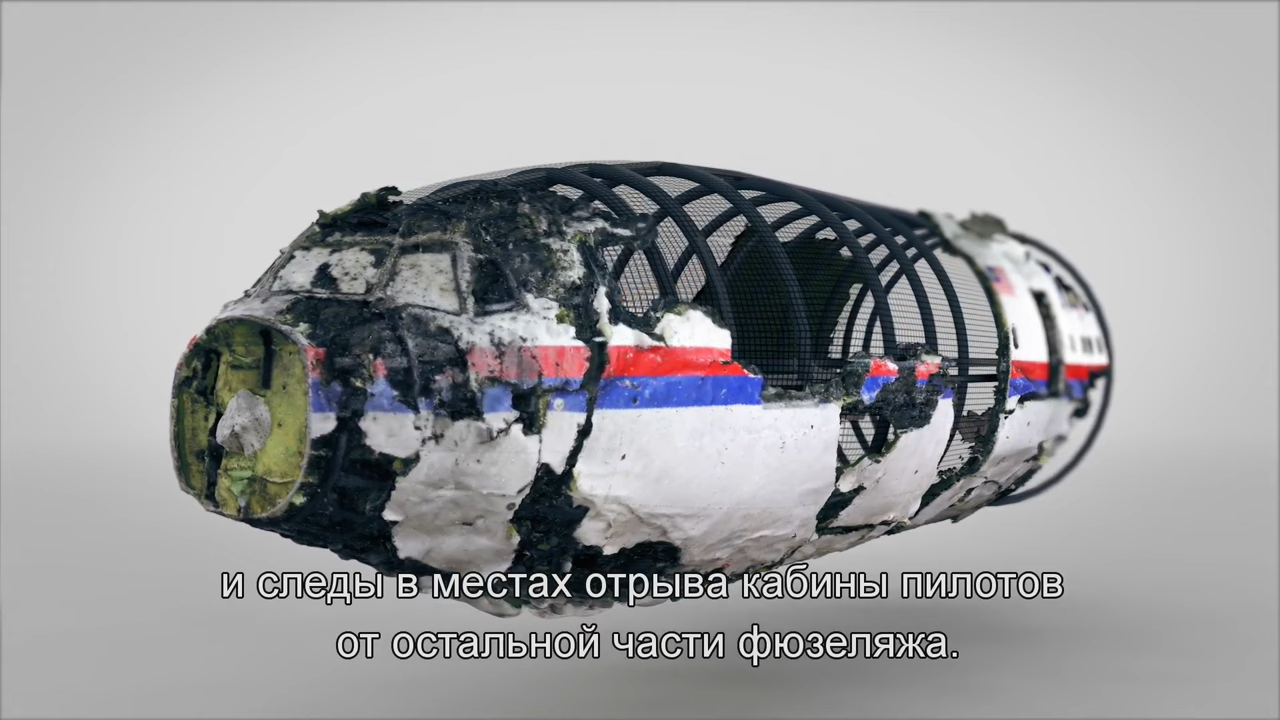 и следы в местах отрыва кабины пилотов
от остальной части фюзеляжа.